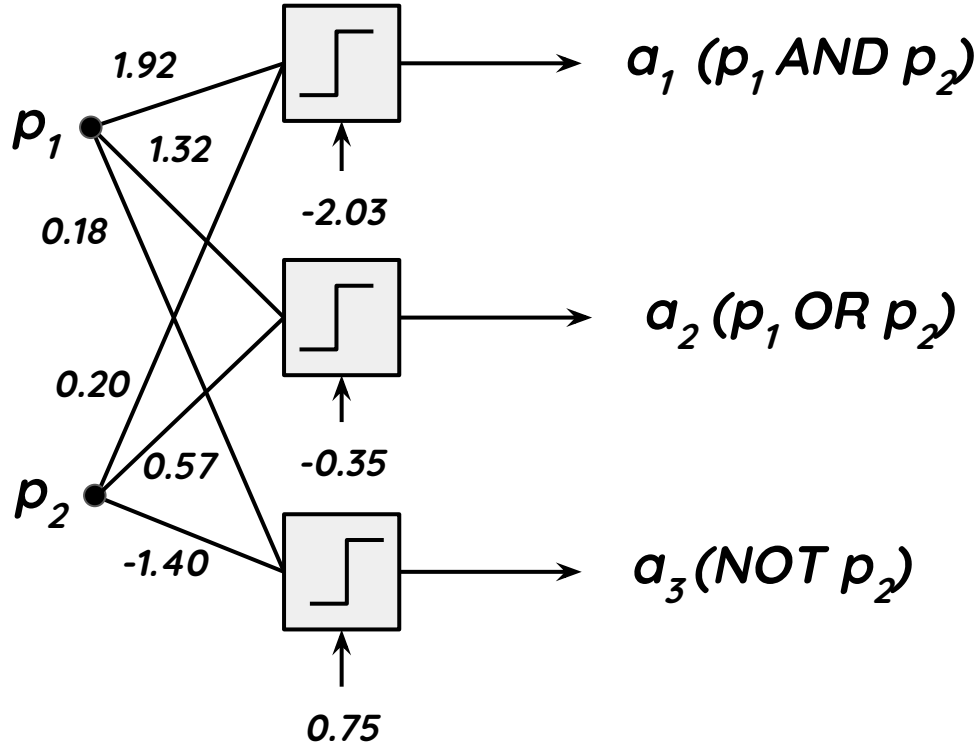 1.92
a₁ (p₁ AND p₂)
p₁
1.32
0.18
-2.03
a₂ (p₁ OR p₂)
0.20
0.57
-0.35
p₂
-1.40
a₃ (NOT p₂)
0.75